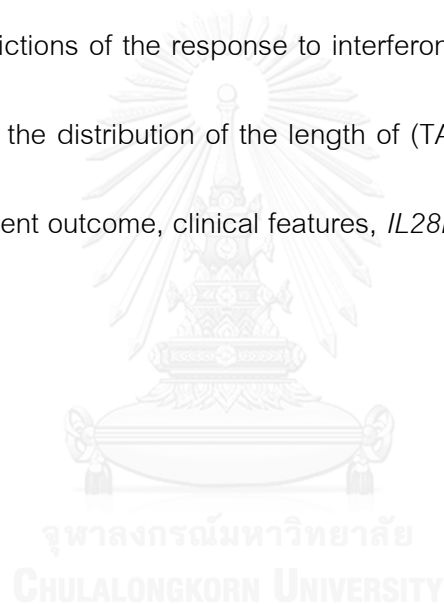 ictions of the response to interferon
the distribution of the length of (TA
ent outcome, clinical features, IL28
จุฬาลงกรณ์มหาวิทยาลัย
CHULALONGKORN UNIVERSITY